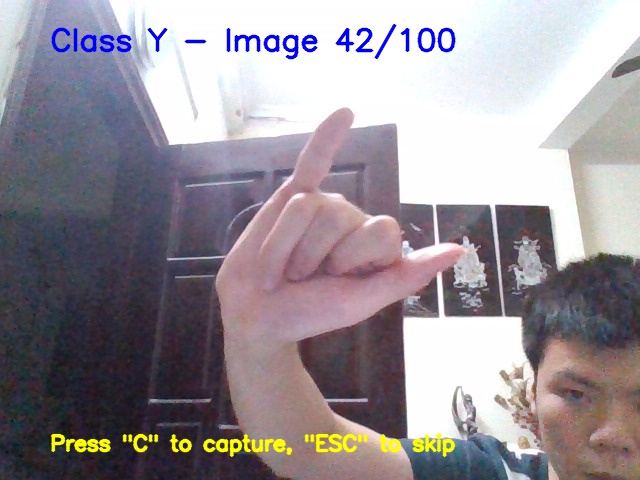 Class Y - Image 42/100
Press "C" to capture, "ESC" to skip